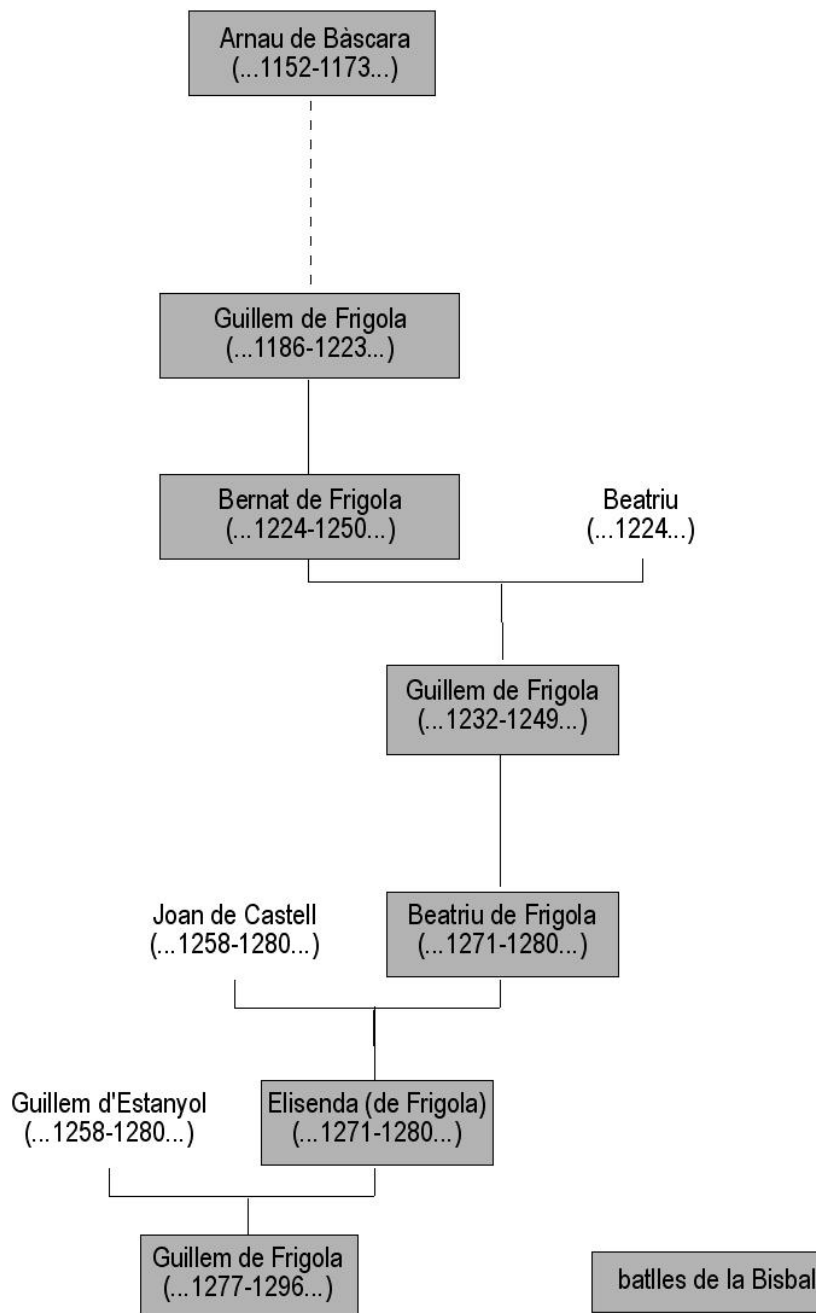 Arnau de Bàscara
(...1152-1173...)
Guillem de Frigola
(...1186-1223...)
Bernat de Frigola
(...1224-1250...)
Beatriu
(...1224...)
Guillem de Frigola
(...1232-1249...)
Joan de Castell
(...1258-1280...)
Beatriu de Frigola
(...1271-1280...)
Guillem d'Estanyol
(...1258-1280...)
Elisenda (de Frigola)
(...1271-1280...)
Guillem de Frigola
(...1277-1296...)
batlles de la Bisbal